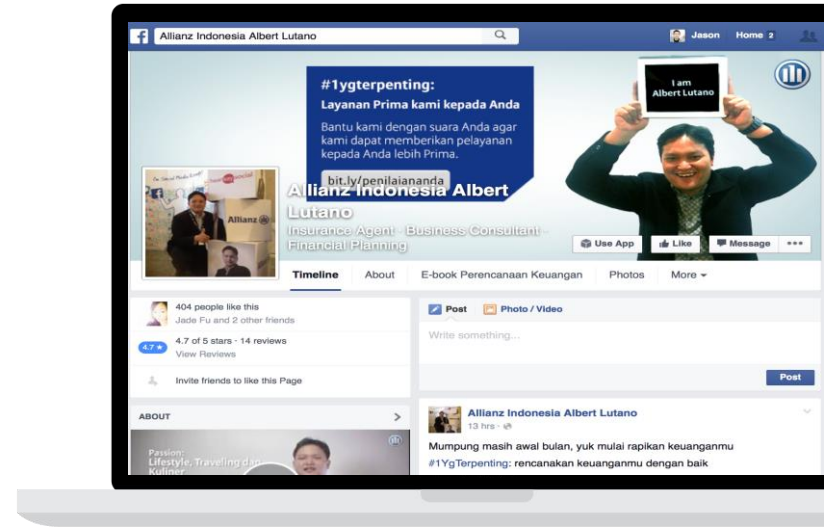 Allianz Indonesia Albert Lutano
Jason
Home 2
#1ygterpenting:
Layanan Prima kami kepada Anda
Bantu kami dengan suara Anda agar
kami dapat memberikan pelayanan
kepada Anda lebih Prima.
bit.ly/penilaiananda
I am
Albert Lutano
Allianz
Allianz Indonesia Albert
Lutano
Insurance Agent · Business Consultant ·
Financial Planning
Use App
Like
Message
Timeline
About
E-book Perencanaan Keuangan
Photos
More
404 people like this
Jade Fu and 2 other friends
4.7 ★
4.7 of 5 stars · 14 reviews
View Reviews
Invite friends to like this Page
ABOUT
Passion:
Lifestyle, Traveling dan
Kuliner
Post
Photo / Video
Write something...
Post
Allianz Indonesia Albert Lutano
13 hrs ·
Mumpung masih awal bulan, yuk mulai rapikan keuanganmu
#1YgTerpenting: rencanakan keuanganmu dengan baik